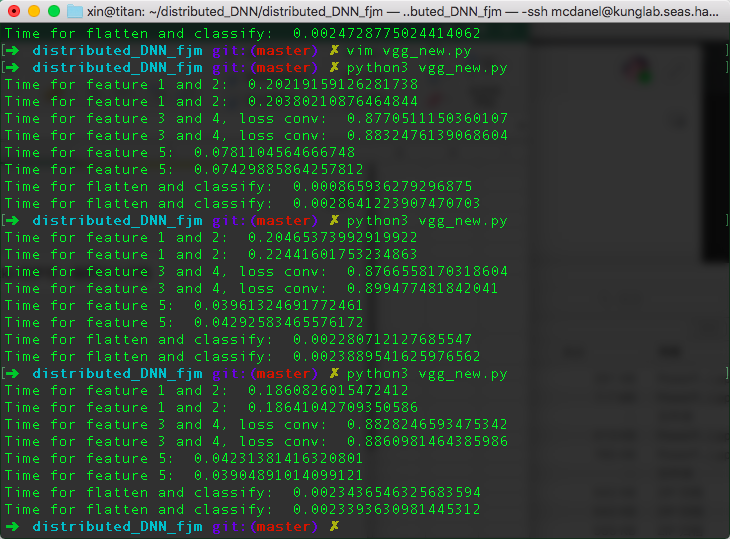 xin@titan: ~/distributed_DNN/distributed_fjm — ..buted_DNN_fjm — -ssh mcdanel@kunglab.seas.ha...
Time for flatten and classify:  0.0024728775024414062
[➜  distributed_DNN_fjm git:(master) ✗ vim vgg_new.py ]
[➜  distributed_DNN_fjm git:(master) ✗ python3 vgg_new.py ]
Time for feature 1 and 2:  0.20219159126281738
Time for feature 1 and 2:  0.20380210876464844
Time for feature 3 and 4, loss conv:  0.8770511150360107
Time for feature 3 and 4, loss conv:  0.8832476139068604
Time for feature 5:  0.0781104564666748
Time for feature 5:  0.07429885864257812
Time for flatten and classify:  0.000865936279296875
Time for flatten and classify:  0.0028641223907470703
[➜  distributed_DNN_fjm git:(master) ✗ python3 vgg_new.py ]
Time for feature 1 and 2:  0.20465373992919922
Time for feature 1 and 2:  0.22441601753234863
Time for feature 3 and 4, loss conv:  0.8766558170318604
Time for feature 3 and 4, loss conv:  0.899477481842041
Time for feature 5:  0.03961324691772461
Time for feature 5:  0.04292583465576172
Time for flatten and classify:  0.002280712127685547
Time for flatten and classify:  0.0023889541625976562
[➜  distributed_DNN_fjm git:(master) ✗ python3 vgg_new.py ]
Time for feature 1 and 2:  0.1860826015472412
Time for feature 1 and 2:  0.18641042709350586
Time for feature 3 and 4, loss conv:  0.8828246593475342
Time for feature 3 and 4, loss conv:  0.8860981464385986
Time for feature 5:  0.04231381416320801
Time for feature 5:  0.03904891014099121
Time for flatten and classify:  0.0023436546325683594
Time for flatten and classify:  0.0023393630981445312
➜  distributed_DNN_fjm git:(master) ✗